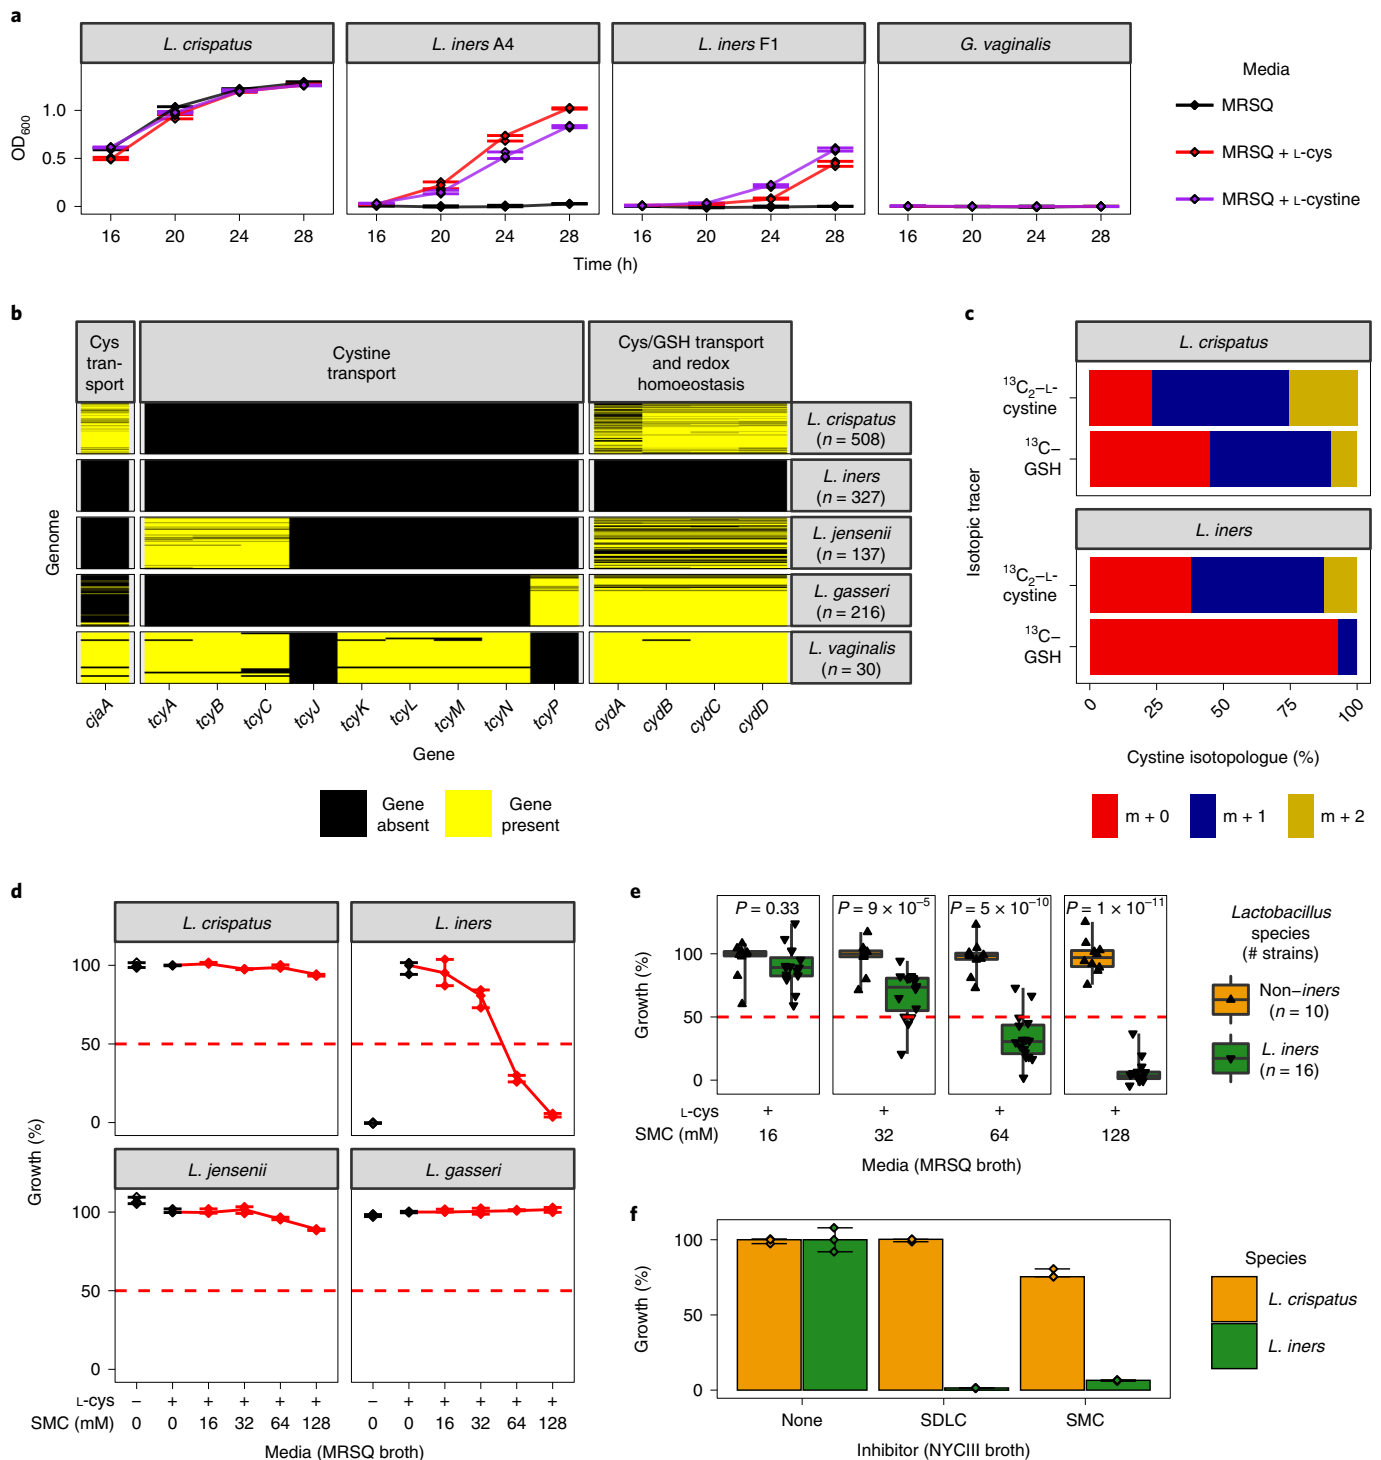 a
L. crispatus
L. iners A4
L. iners F1
G. vaginalis
OD600
1.0
0.5
0
16 20 24 28
16 20 24 28
16 20 24 28
16 20 24 28
Time (h)
Media
MRSQ
MRSQ + L-cys
MRSQ + L-cystine
b
Cys
tran-
sport
Cystine
transport
Cys/GSH transport
and redox
homoeostasis
Genome
L. crispatus
(n = 508)
L. iners
(n = 327)
L. jensenii
(n = 137)
L. gasseri
(n = 216)
L. vaginalis
(n = 30)
cjaA
tcyA
tcyB
tcyC
tcyJ
tcyK
tcyL
tcyM
tcyN
tcyP
cydA
cydB
cydC
cydD
Gene
Gene
absent
Gene
present
c
L. crispatus
13C2–L-
cystine
13C–
GSH
L. iners
13C2–L-
cystine
13C–
GSH
Isotopic tracer
0 25 50 75 100
Cystine isotopologue (%)
m + 0
m + 1
m + 2
d
L. crispatus
L. iners
100
50
0
L. jensenii
L. gasseri
100
50
0
Growth (%)
L-cys – + + + + + – + + + + +
SMC (mM) 0 0 16 32 64 128 0 0 16 32 64 128
Media (MRSQ broth)
e
P = 0.33
P = 9 × 10−5
P = 5 × 10−10
P = 1 × 10−11
Growth (%)
100
50
0
L-cys + + + +
SMC (mM) 16 32 64 128
Media (MRSQ broth)
Lactobacillus
species
(# strains)
Non–iners
(n = 10)
L. iners
(n = 16)
f
Growth (%)
100
50
0
None SDLC SMC
Inhibitor (NYCIII broth)
Species
L. crispatus
L. iners